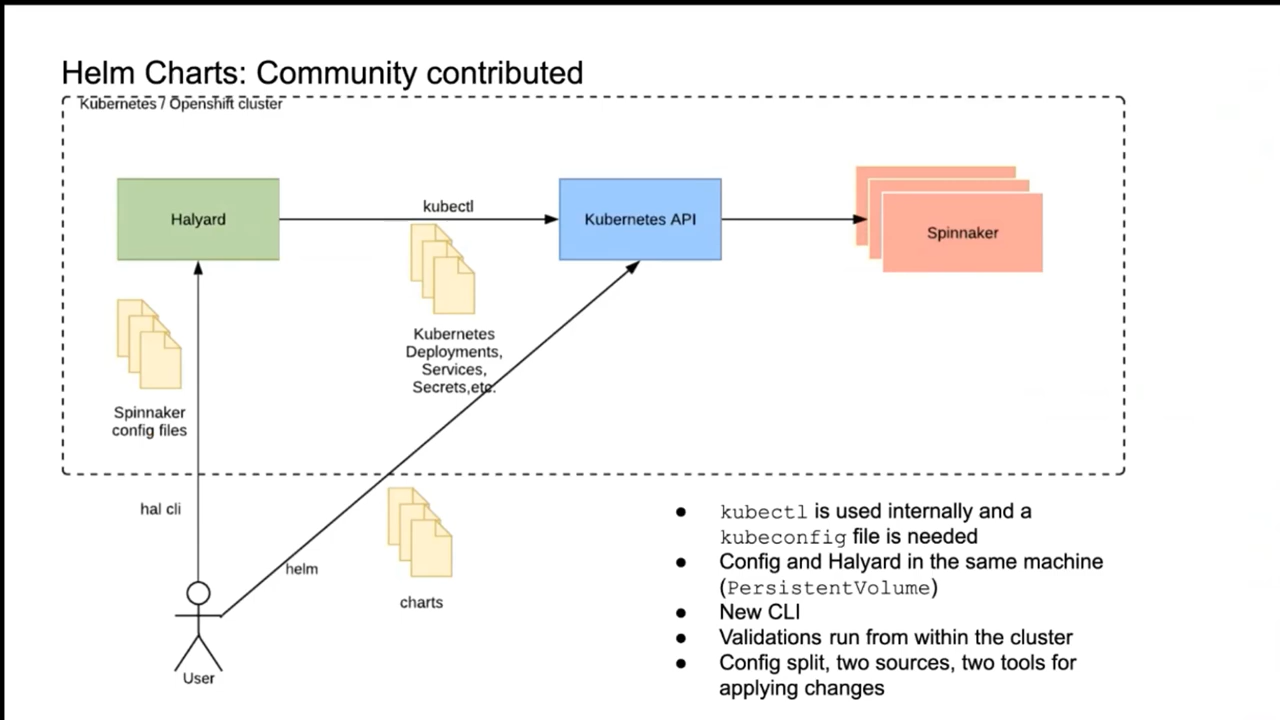 Helm Charts: Community contributed
Kubernetes / Openshift cluster
Halyard
kubectl
Kubernetes API
Spinnaker
Kubernetes
Deployments,
Services,
Secrets,etc.
Spinnaker
config files
hal cli
helm
charts
User
● kubectl is used internally and a
kubeconfig file is needed
● Config and Halyard in the same machine
(PersistentVolume)
● New CLI
● Validations run from within the cluster
● Config split, two sources, two tools for
applying changes